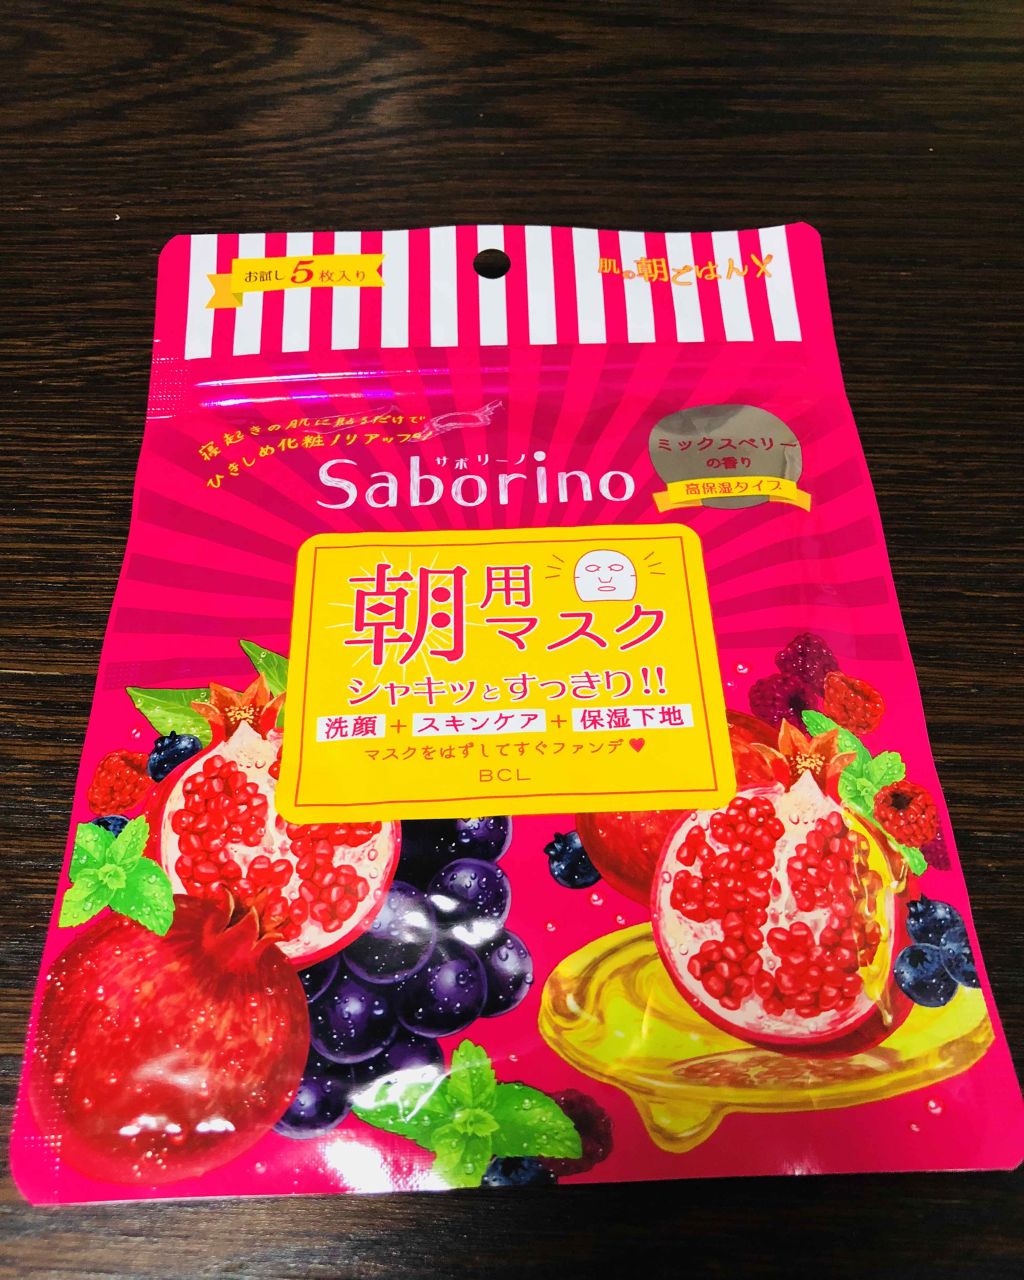 お試し5枚入り
肌の朝ごはん
寝起きの肌に貼るだけで
ひきしめ化粧ノリアップ
サボリーノ
Saborino
ミックスベリー
の香り
高保湿タイプ
朝用
マスク
シャキッとすっきり!!
洗顔+スキンケア+保湿下地
マスクをはずしてすぐファンデ♥
BCL